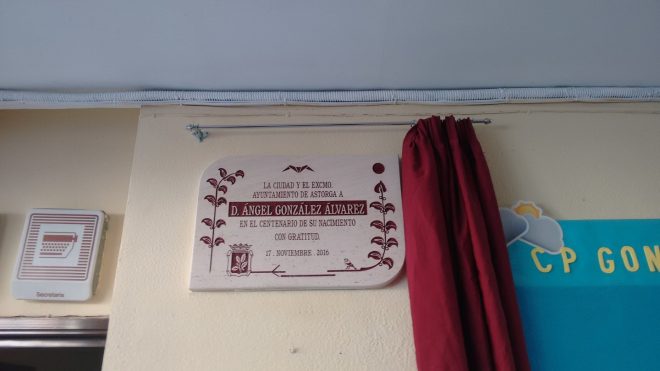 LA CIUDAD Y EL EXCMO.
AYUNTAMIENTO DE ASTORGA A
D. ÁNGEL GONZÁLEZ ÁLVAREZ
EN EL CENTENARIO DE SU NACIMIENTO
CON GRATITUD.
17 . NOVIEMBRE . 2016
Secretaría
CP GON